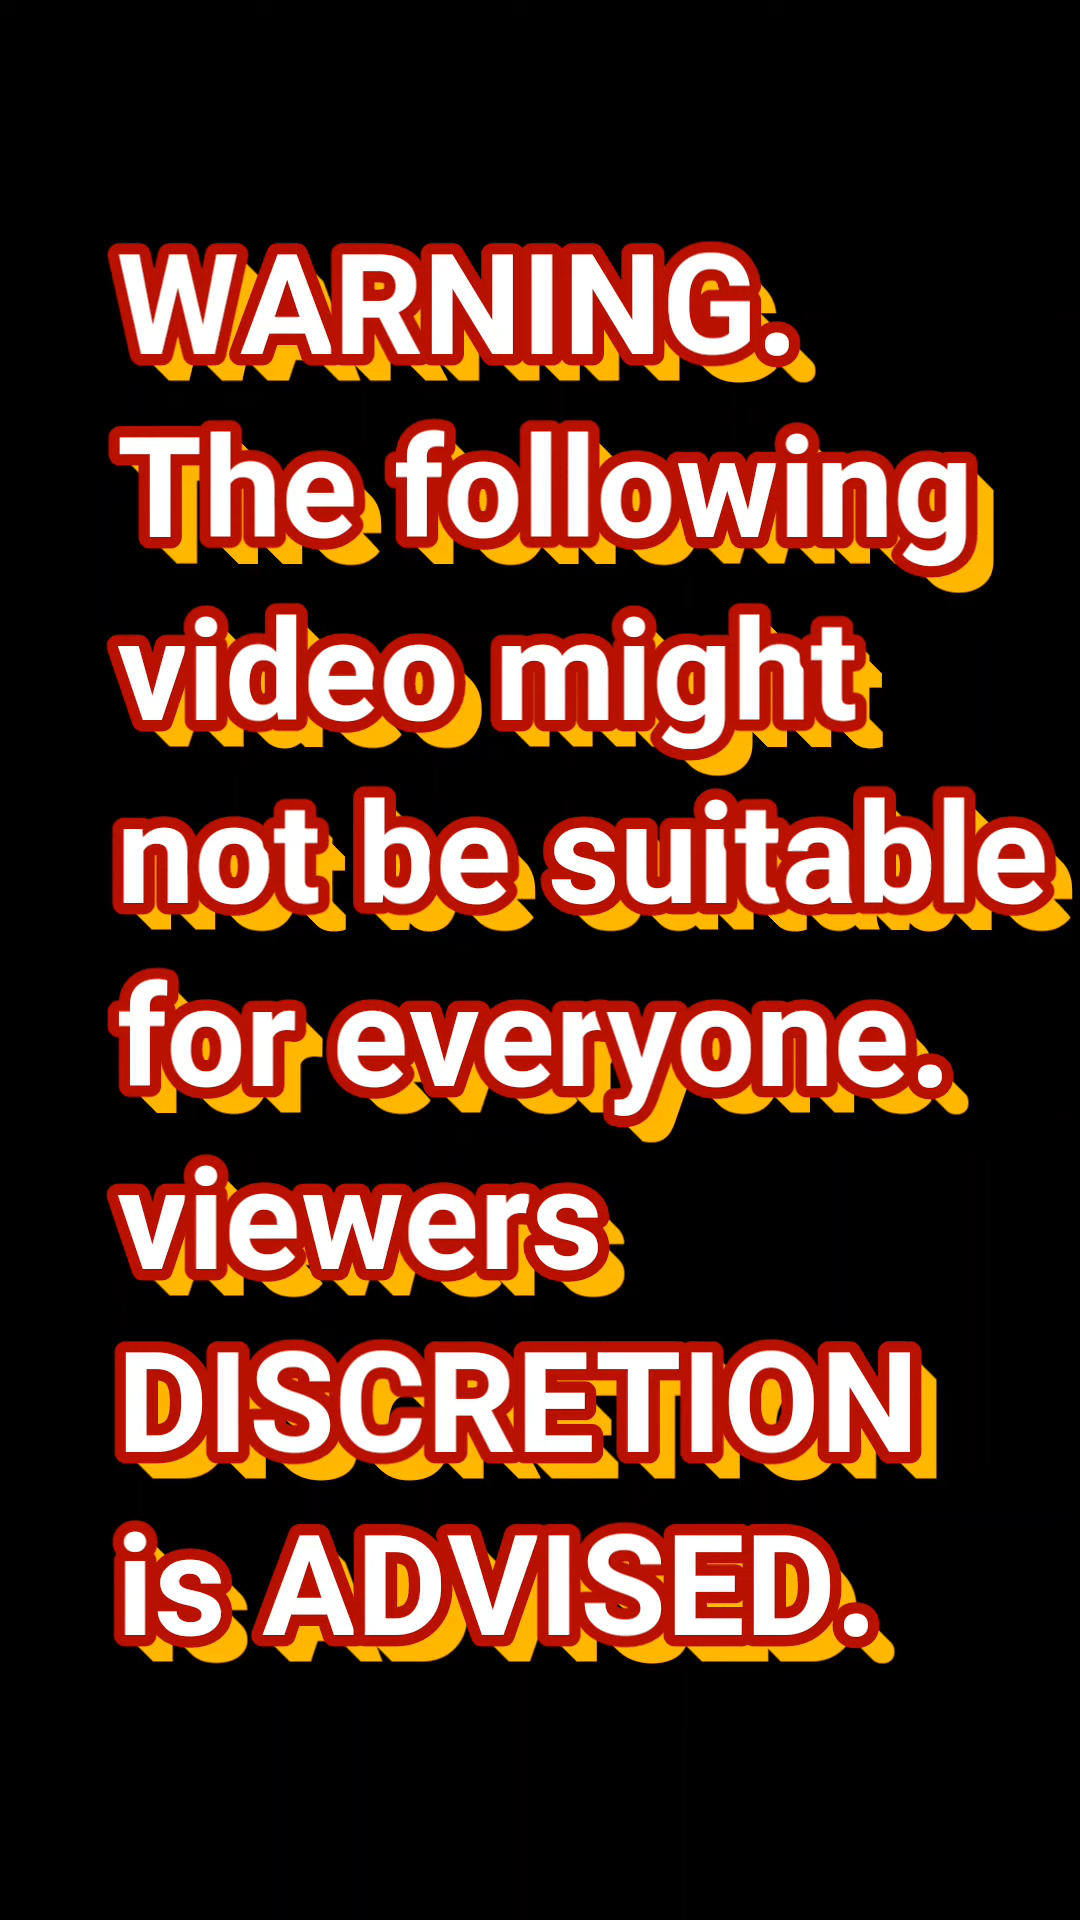 WARNING.
The following
video might
not be suitable
for everyone.
viewers
DISCRETION
is ADVISED.